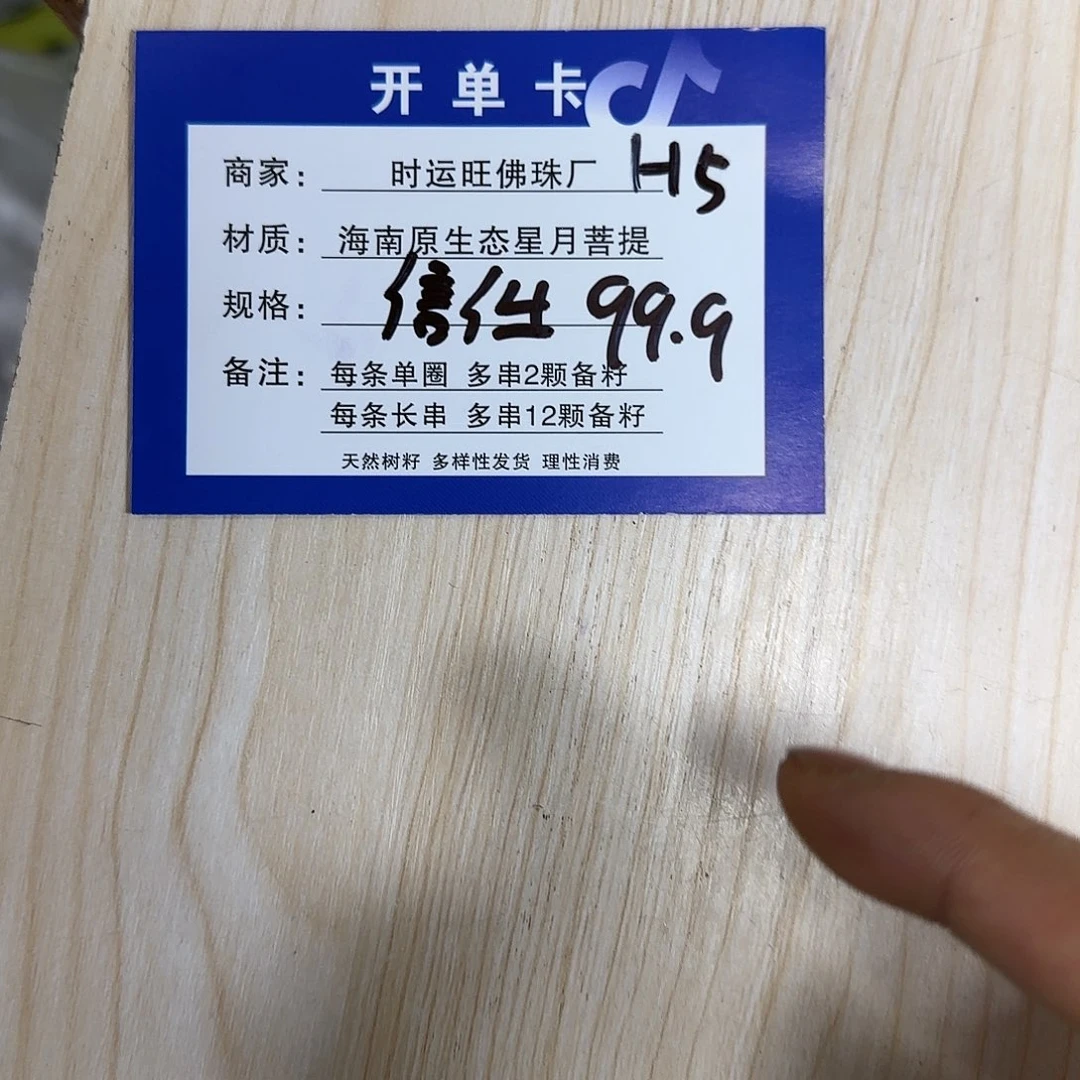 开单卡
商家： 时运旺佛珠厂 H5
材质： 海南原生态星月菩提
规格： 信任 99.9
备注： 每条单圈 多串2颗备籽
每条长串 多串12颗备籽
天然树籽 多样性发货 理性消费